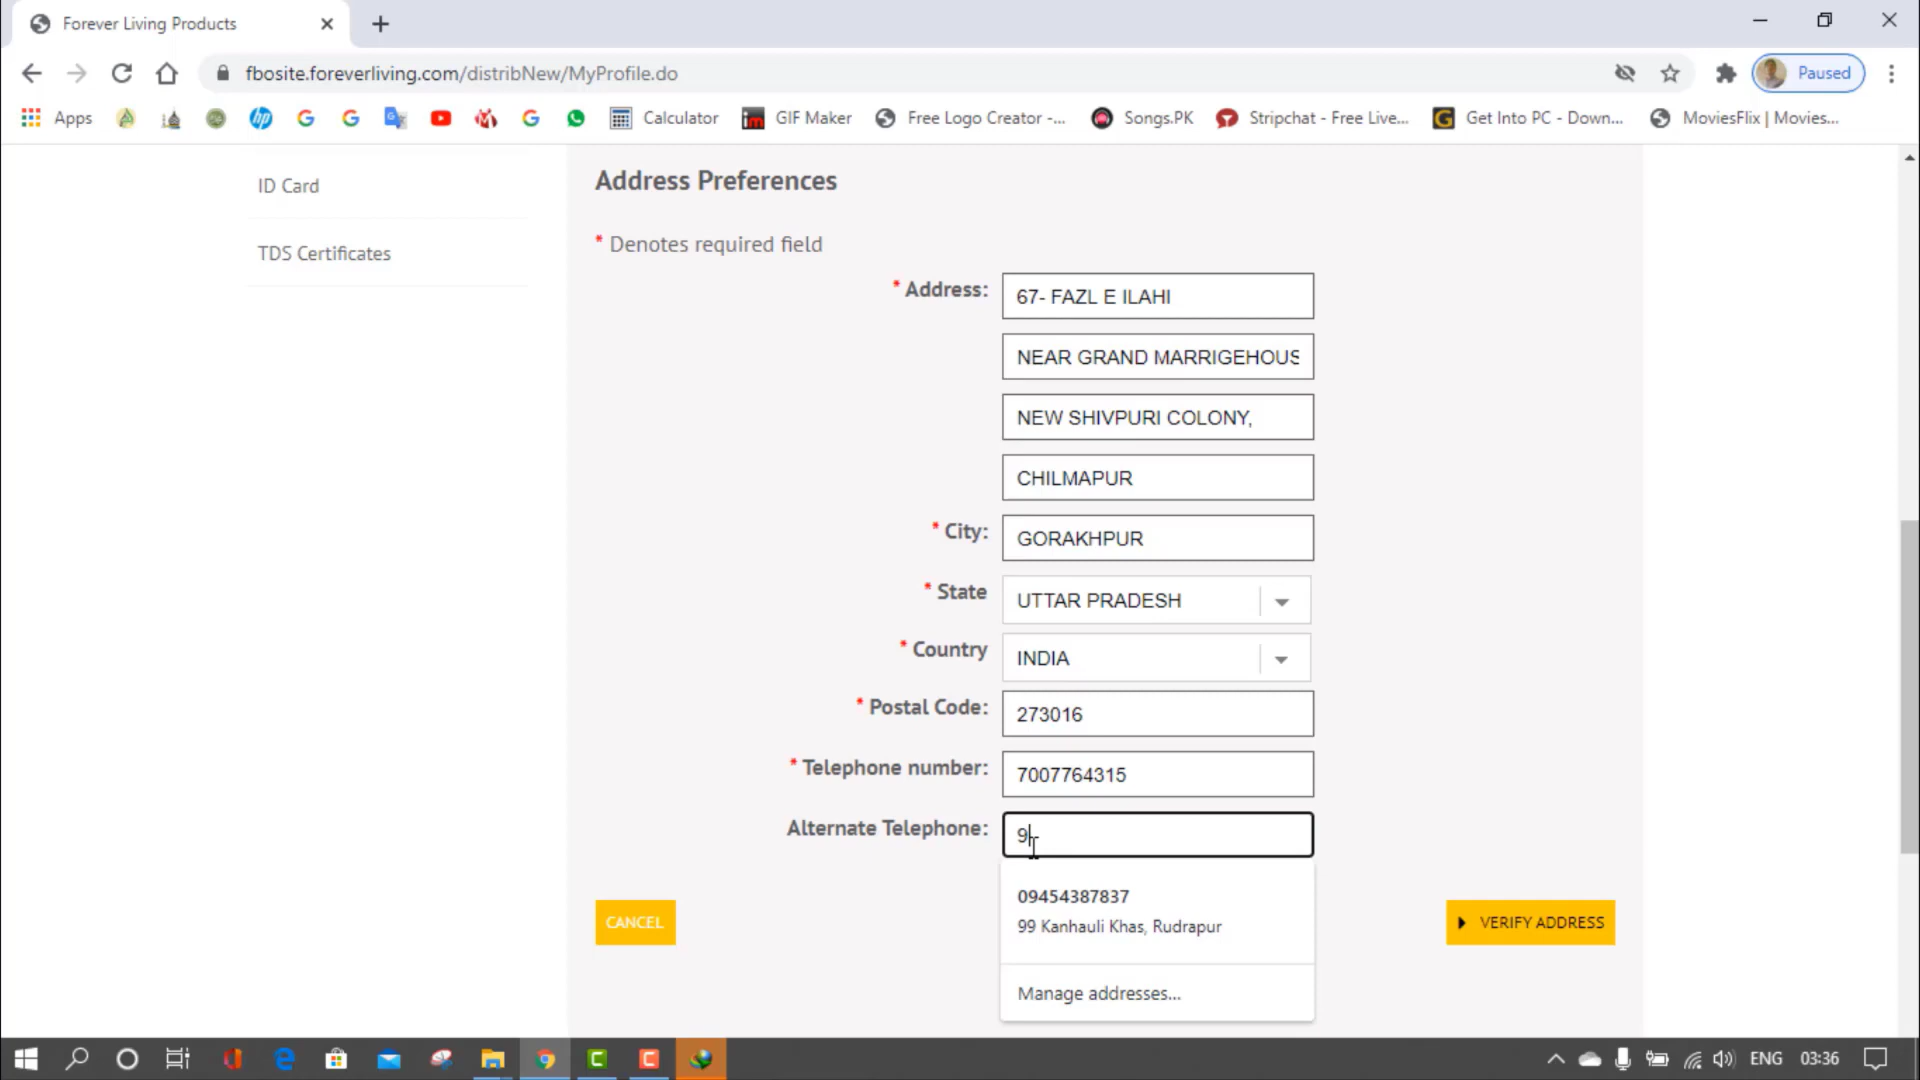 Forever Living Products
fbosite.foreverliving.com/distribNew/MyProfile.do
Paused
Apps
Calculator
GIF Maker
Free Logo Creator -...
Songs.PK
Stripchat - Free Live...
Get Into PC - Down...
MoviesFlix | Movies...
ID Card
TDS Certificates
Address Preferences
* Denotes required field
* Address: 67- FAZL E ILAHI
NEAR GRAND MARRIGEHOUS
NEW SHIVPURI COLONY,
CHILMAPUR
* City: GORAKHPUR
* State UTTAR PRADESH
* Country INDIA
* Postal Code: 273016
* Telephone number: 7007764315
Alternate Telephone: 9
09454387837
99 Kanhauli Khas, Rudrapur
Manage addresses...
CANCEL
VERIFY ADDRESS
ENG
03:36